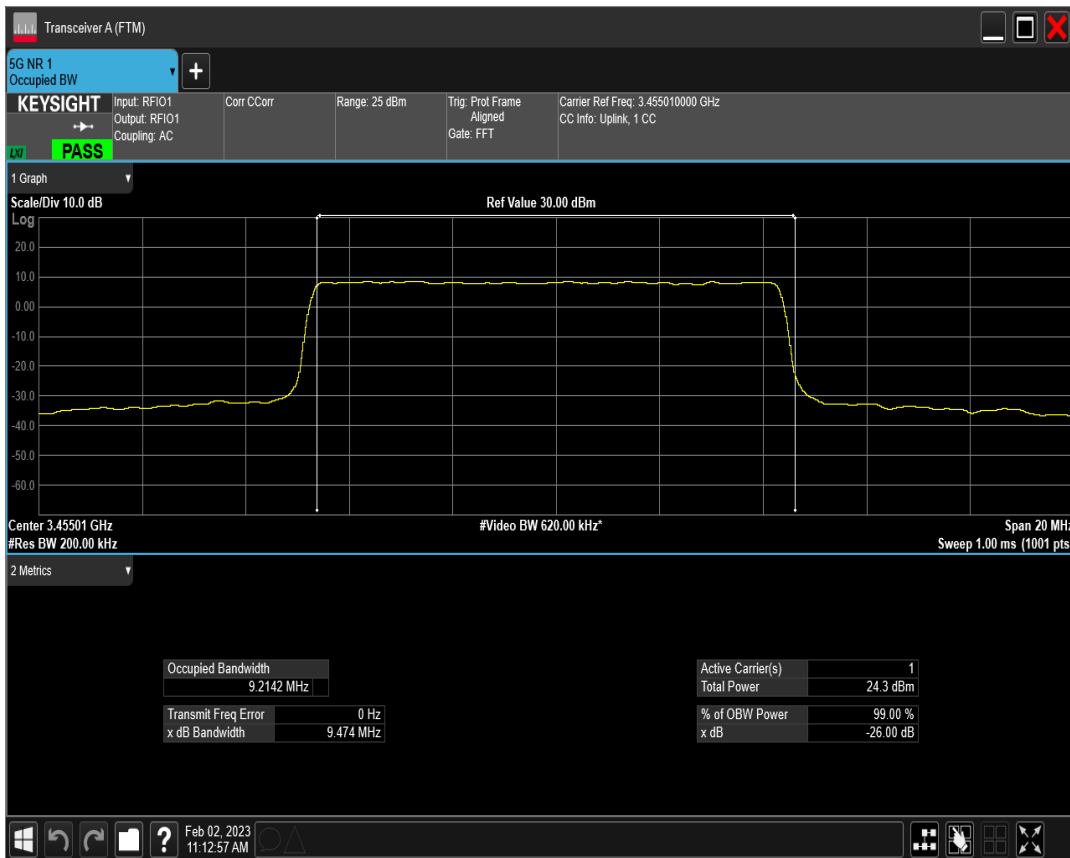 Transceiver A (FTM)
5G NR 1
Occupied BW
+
KEYSIGHT
LXI
PASS
Input: RFIO1
Output: RFIO1
Coupling: AC
Corr CCorr
Range: 25 dBm
Trig: Prot Frame
Aligned
Gate: FFT
Carrier Ref Freq: 3.455010000 GHz
CC Info: Uplink, 1 CC
1 Graph
Scale/Div 10.0 dB
Ref Value 30.00 dBm
Log
20.0
10.0
0.00
-10.0
-20.0
-30.0
-40.0
-50.0
-60.0
Center 3.45501 GHz
#Video BW 620.00 kHz*
Span 20 MHz
#Res BW 200.00 kHz
Sweep 1.00 ms (1001 pts
2 Metrics
Occupied Bandwidth
9.2142 MHz
Transmit Freq Error 0 Hz
x dB Bandwidth 9.474 MHz
Active Carrier(s) 1
Total Power 24.3 dBm
% of OBW Power 99.00 %
x dB -26.00 dB
?
Feb 02, 2023
11:12:57 AM